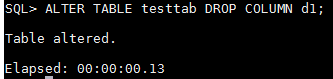 SQL> ALTER TABLE testtab DROP COLUMN d1;
Table altered.
Elapsed: 00:00:00.13